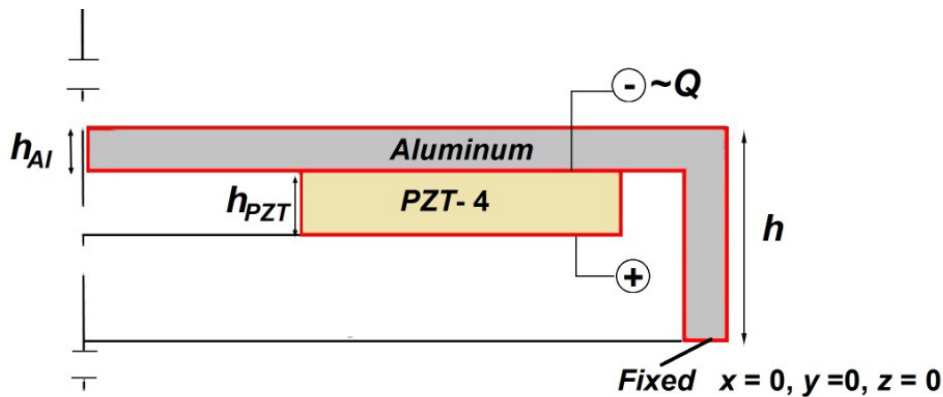 - ~Q
h_Al
Aluminum
h_PZT
PZT- 4
h
+
Fixed x = 0, y =0, z = 0